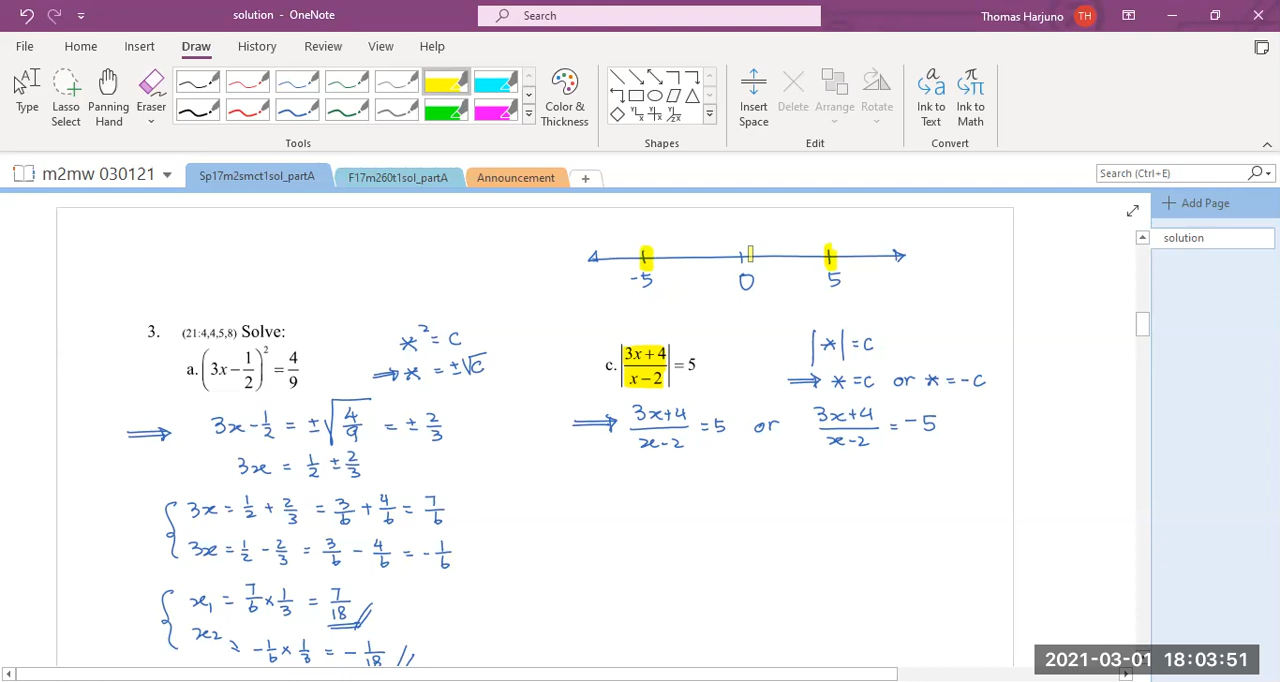 solution - OneNote
Search
Thomas Harjuno TH
File Home Insert Draw History Review View Help
Type
Lasso Select
Panning Hand
Eraser
Color & Thickness
Insert Space
Delete
Arrange
Rotate
Ink to Text
Ink to Math
Tools
Shapes
Edit
Convert
m2mw 030121
Sp17m2smct1sol_partA
F17m260t1sol_partA
Announcement
+
Search (Ctrl+E)
+ Add Page
solution
-5 0 5
3. (21:4,4,5,8) Solve:
a. (3x - 1/2)^2 = 4/9
*^2 = c
⟹ * = ±√c
⟹ 3x - 1/2 = ±√(4/9) = ± 2/3
3x = 1/2 ± 2/3
{ 3x = 1/2 + 2/3 = 3/6 + 4/6 = 7/6
3x = 1/2 - 2/3 = 3/6 - 4/6 = - 1/6
{ x1 = 7/6 × 1/3 = 7/18
x2 = - 1/6 × 1/3 = - 1/18
c. |(3x + 4)/(x - 2)| = 5
|*| = c
⟹ * = c or * = -c
⟹ (3x+4)/(x-2) = 5 or (3x+4)/(x-2) = -5
2021-03-01 18:03:51